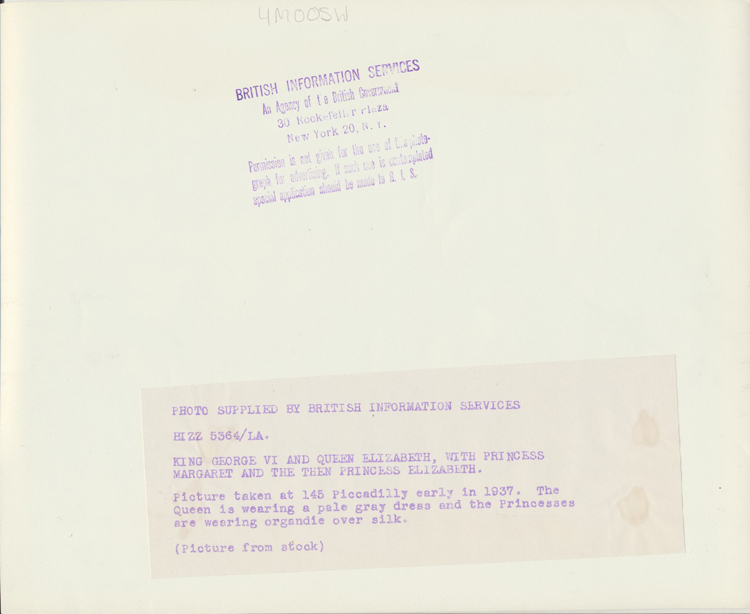 4M00SW
BRITISH INFORMATION SERVICES
An Agency of the British Government
30 Rockefeller Plaza
New York 20, N. Y.
Permission is not given for the use of this photo-
graph for advertising. If such use is contemplated
special application should be made to B. I. S.
PHOTO SUPPLIED BY BRITISH INFORMATION SERVICES
HIZZ 5364/LA.
KING GEORGE VI AND QUEEN ELIZABETH, WITH PRINCESS
MARGARET AND THE THEN PRINCESS ELIZABETH.
Picture taken at 145 Piccadilly early in 1937. The
Queen is wearing a pale gray dress and the Princesses
are wearing organdie over silk.
(Picture from stock)